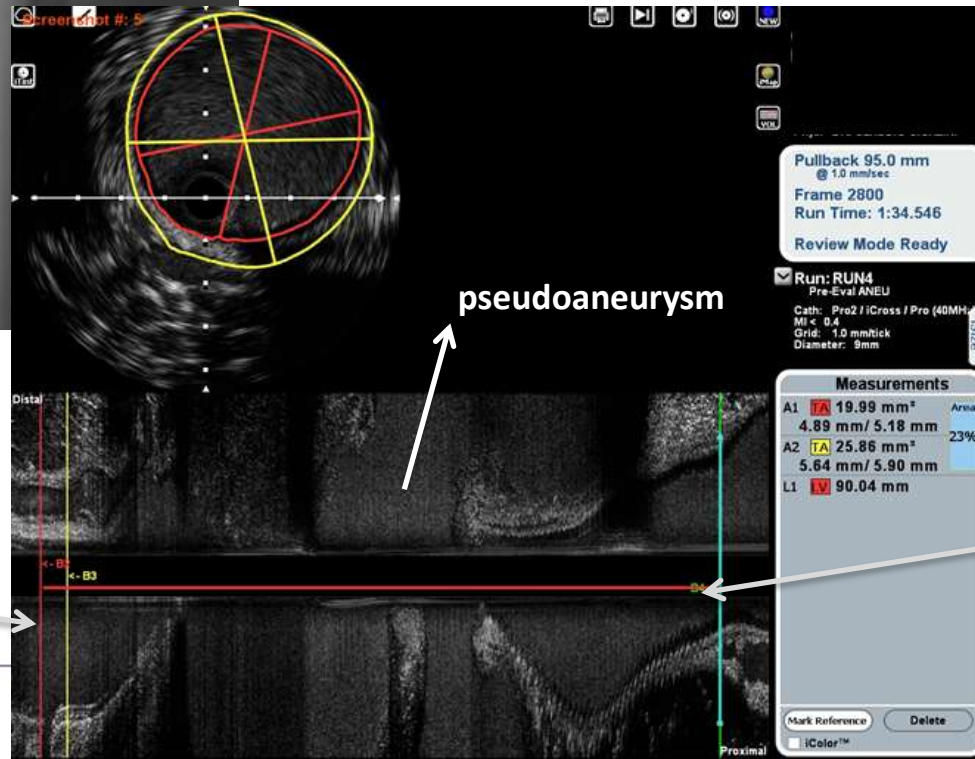 Screenshot #: 5
NEW
iMap
VOL
Pullback 95.0 mm
@ 1.0 mm/sec
Frame 2800
Run Time: 1:34.546
Review Mode Ready
Run: RUN4
Pre-Eval ANEU
Cath: Pro2 / iCross / Pro (40MHz
MI < 0.4
Grid: 1.0 mm/tick
Diameter: 9mm
pseudoaneurysm
Distal
Measurements
A1 TA 19.99 mm²
4.89 mm/ 5.18 mm
Area
23%
A2 TA 25.86 mm²
5.64 mm/ 5.90 mm
L1 LV 90.04 mm
<- B3
Proximal
Mark Reference
Delete
iColor™